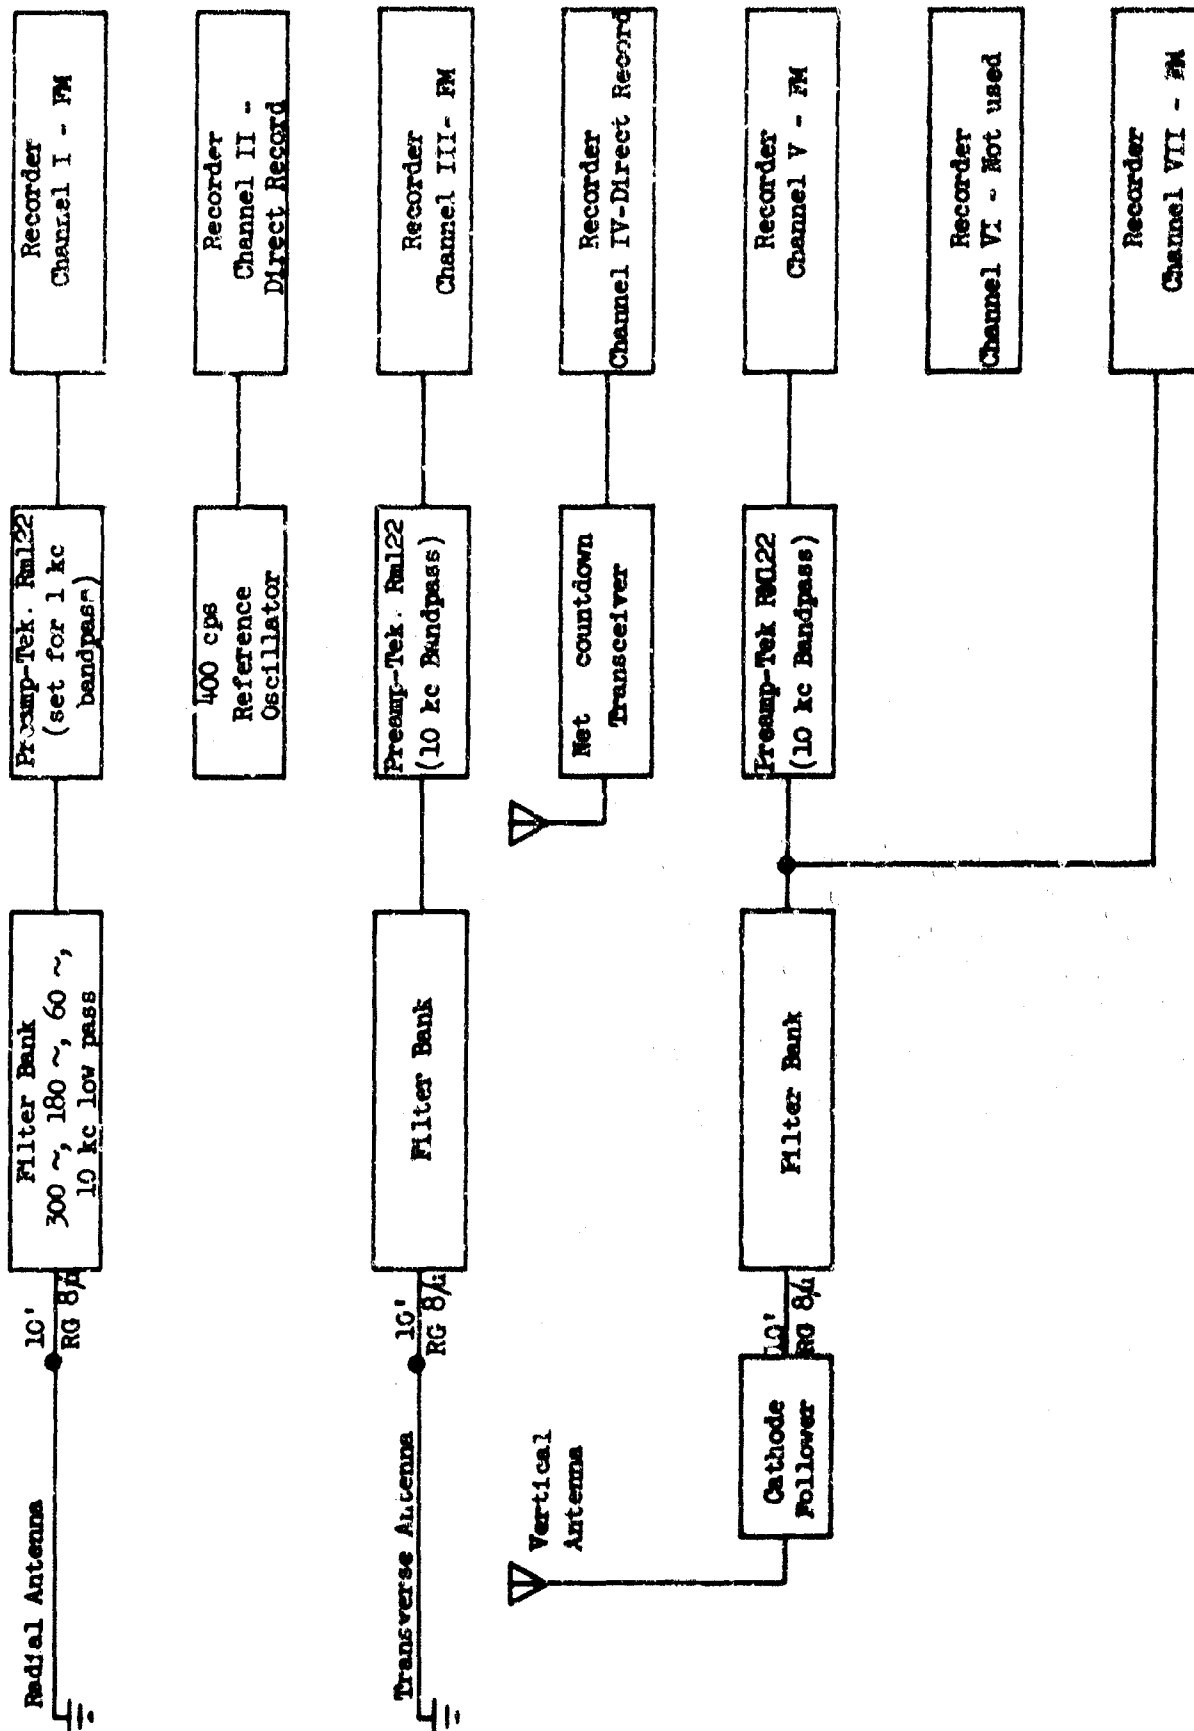 Radial Antenna
10'
RG 8/u
Filter Bank
300 ~, 180 ~, 60 ~,
10 kc low pass
Preamp-Tek. Rm122
(set for 1 kc
bandpass)
Recorder
Channel I - FM
400 cps
Reference
Oscillator
Recorder
Channel II -
Direct Record
Transverse Antenna
10'
RG 8/u
Filter Bank
Preamp-Tek. Rm122
(10 kc Bandpass)
Recorder
Channel III- FM
Net countdown
Transceiver
Recorder
Channel IV-Direct Record
Vertical
Antenna
Cathode
Follower
10'
RG 8/u
Filter Bank
Preamp-Tek RM122
(10 kc Bandpass)
Recorder
Channel V - FM
Recorder
Channel VI - Not used
Recorder
Channel VII - FM